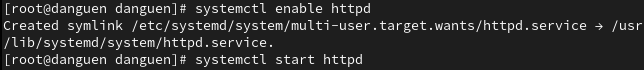 [root@danguen danguen]# systemctl enable httpd
Created symlink /etc/systemd/system/multi-user.target.wants/httpd.service → /usr
/lib/systemd/system/httpd.service.
[root@danguen danguen]# systemctl start httpd